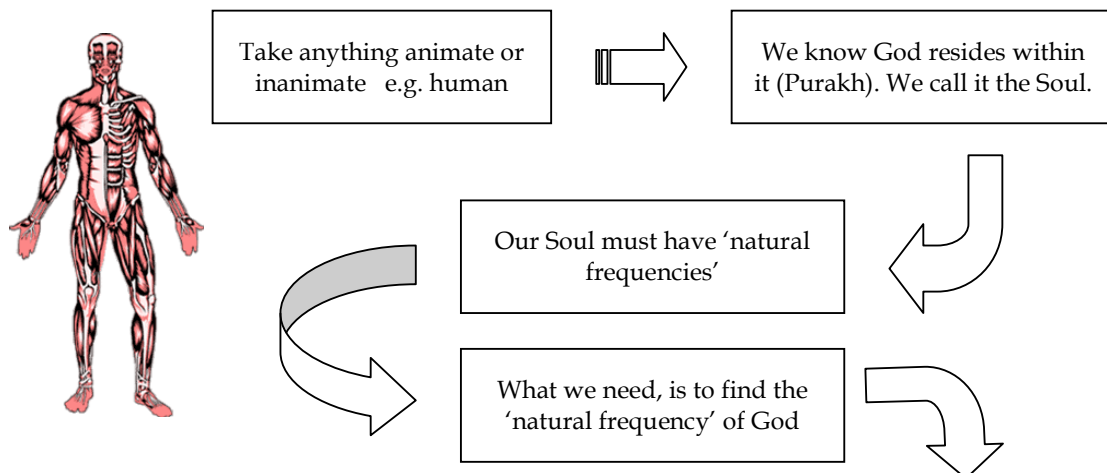 Take anything animate or
inanimate e.g. human
We know God resides within
it (Purakh). We call it the Soul.
Our Soul must have ‘natural
frequencies’
What we need, is to find the
‘natural frequency’ of God